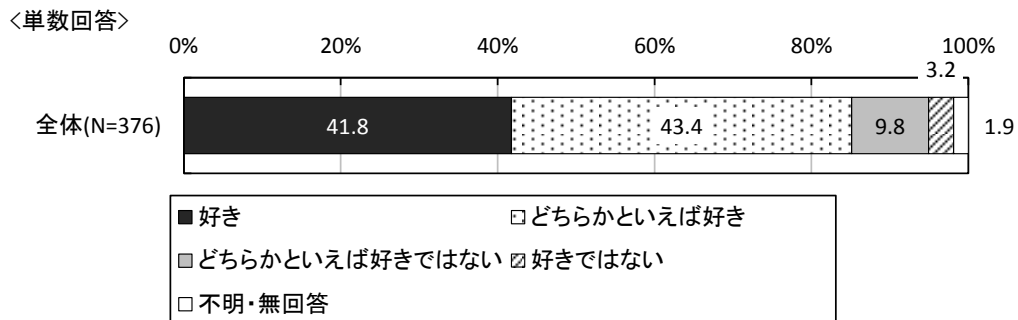 <単数回答>
0% 20% 40% 60% 80% 100%
3.2
全体(N=376) 41.8 43.4 9.8 1.9
■好き □どちらかといえば好き
■どちらかといえば好きではない □好きではない
□不明・無回答